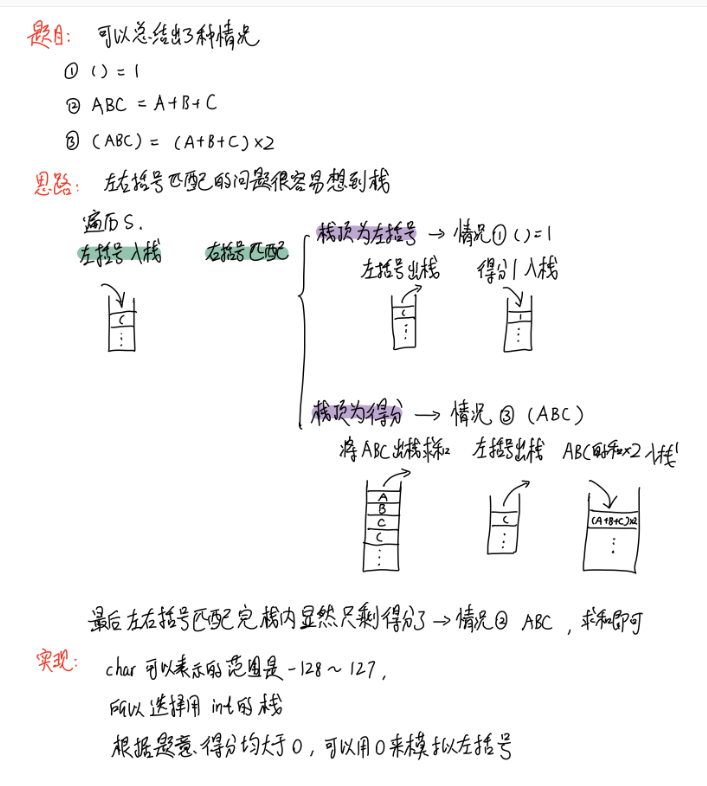 题目： 可以总结出了种情况
① () = 1
② ABC = A+B+C
③ (ABC) = (A+B+C)×2
思路： 左右括号匹配的问题很容易想到栈
遍历S.
左括号入栈 右括号匹配
栈顶为左括号 → 情况①()=1
左括号出栈 得分1入栈
(
⋮
(
⋮
1
⋮
栈顶为得分 → 情况③(ABC)
将ABC出栈求和 左括号出栈 ABC的和×2入栈
A
B
C
(
⋮
(
⋮
(A+B+C)×2
⋮
最后左右括号匹配完栈内显然只剩得分了→情况② ABC，求和即可
实现： char可以表示的范围是-128～127，
所以选择用int的栈
根据题意得分均大于0，可以用0来模拟左括号